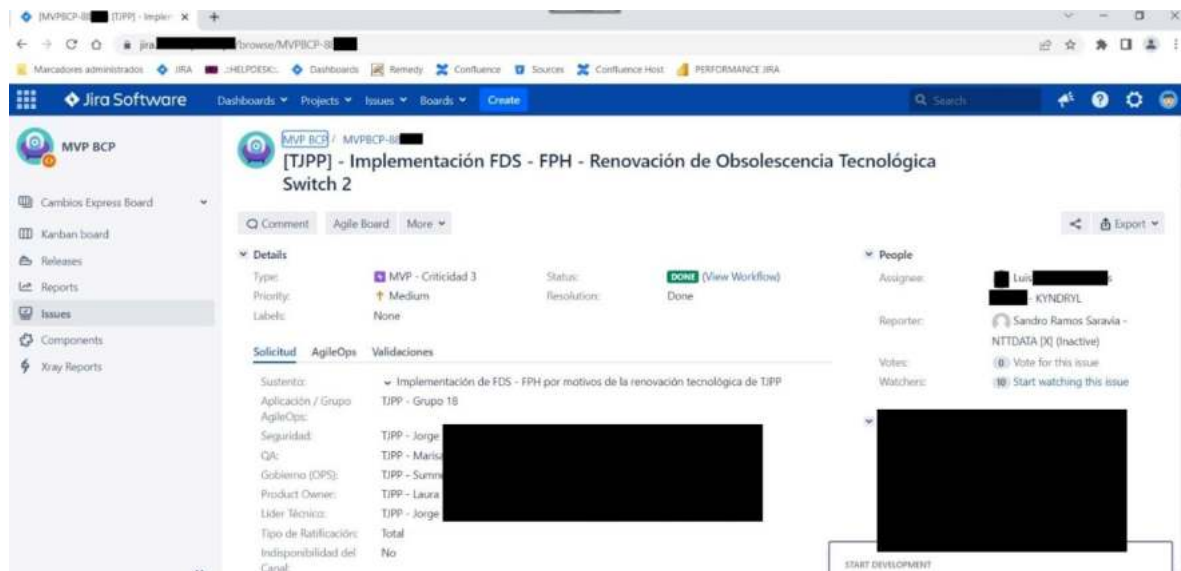 [MVPBCP-88 [TJPP] - Implem
jira. /browse/MVPBCP-88
Marcadores administrados JIRA .:HELPDESK:. Dashboards Remedy Confluence Sources Confluence Host PERFORMANCE JIRA
Jira Software Dashboards Projects Issues Boards Create Search
MVP BCP
Cambios Express Board
Kanban board
Releases
Reports
Issues
Components
Xray Reports
MVP BCP / MVPBCP-88
[TJPP] - Implementación FDS - FPH - Renovación de Obsolescencia Tecnológica
Switch 2
Comment Agile Board More Export
Details
Type: MVP - Criticidad 3 Status: DONE (View Workflow)
Priority: Medium Resolution: Done
Labels: None
Solicitud AgileOps Validaciones
Sustento: Implementación de FDS - FPH por motivos de la renovación tecnológica de TJPP
Aplicación / Grupo TJPP - Grupo 18
AgileOps:
Seguridad: TJPP - Jorge
QA: TJPP - Marisa
Gobierno (OPS): TJPP - Summ
Product Owner: TJPP - Laura
Líder Técnico: TJPP - Jorge
Tipo de Ratificación: Total
Indisponibilidad del No
Canal:
People
Assignee: Luis s
- KYNDRYL
Reporter: Sandro Ramos Saravia -
NTTDATA [X] (Inactive)
Votes: 0 Vote for this issue
Watchers: 10 Start watching this issue
START DEVELOPMENT